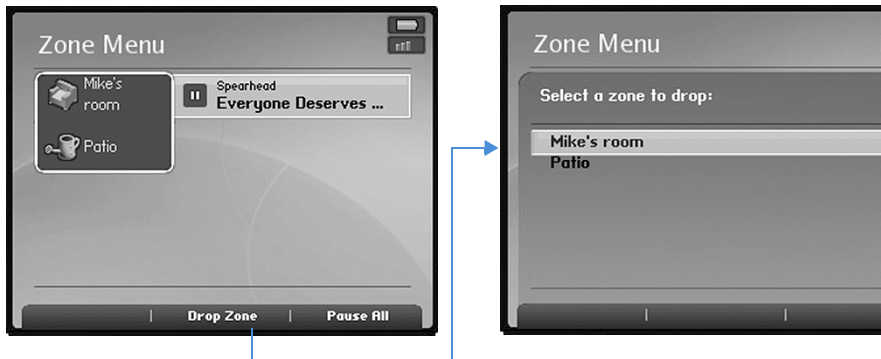 Zone Menu
Mike's
room
Patio
Spearhead
Everyone Deserves ...
Drop Zone | Pause All
Zone Menu
Select a zone to drop:
Mike's room
Patio